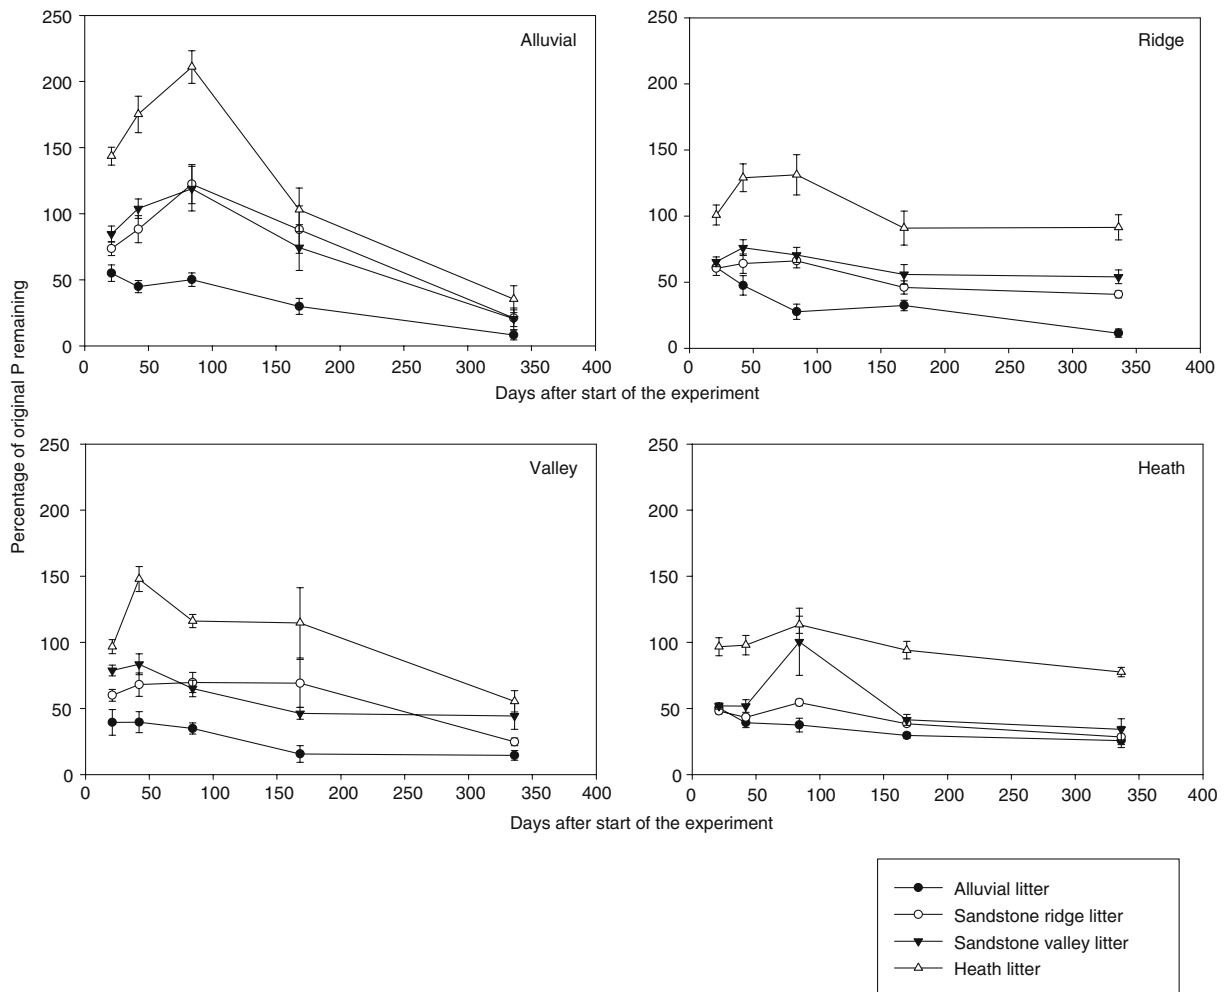 Percentage of original P remaining
250
200
150
100
50
0
Alluvial
0 50 100 150 200 250 300 350 400
250
200
150
100
50
0
Ridge
0 50 100 150 200 250 300 350 400
Days after start of the experiment
250
200
150
100
50
0
Valley
0 50 100 150 200 250 300 350 400
250
200
150
100
50
0
Heath
0 50 100 150 200 250 300 350 400
Days after start of the experiment
Alluvial litter
Sandstone ridge litter
Sandstone valley litter
Heath litter